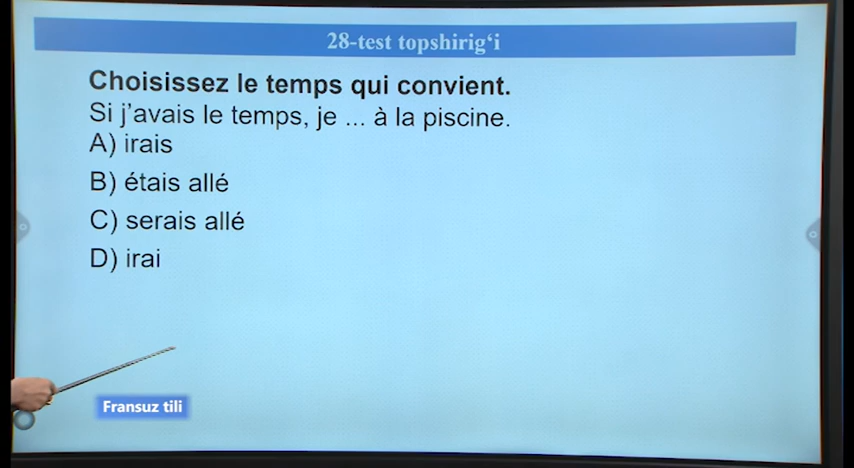 28-test topshirig‘i
Choisissez le temps qui convient.
Si j’avais le temps, je ... à la piscine.
A) irais
B) étais allé
C) serais allé
D) irai
Fransuz tili